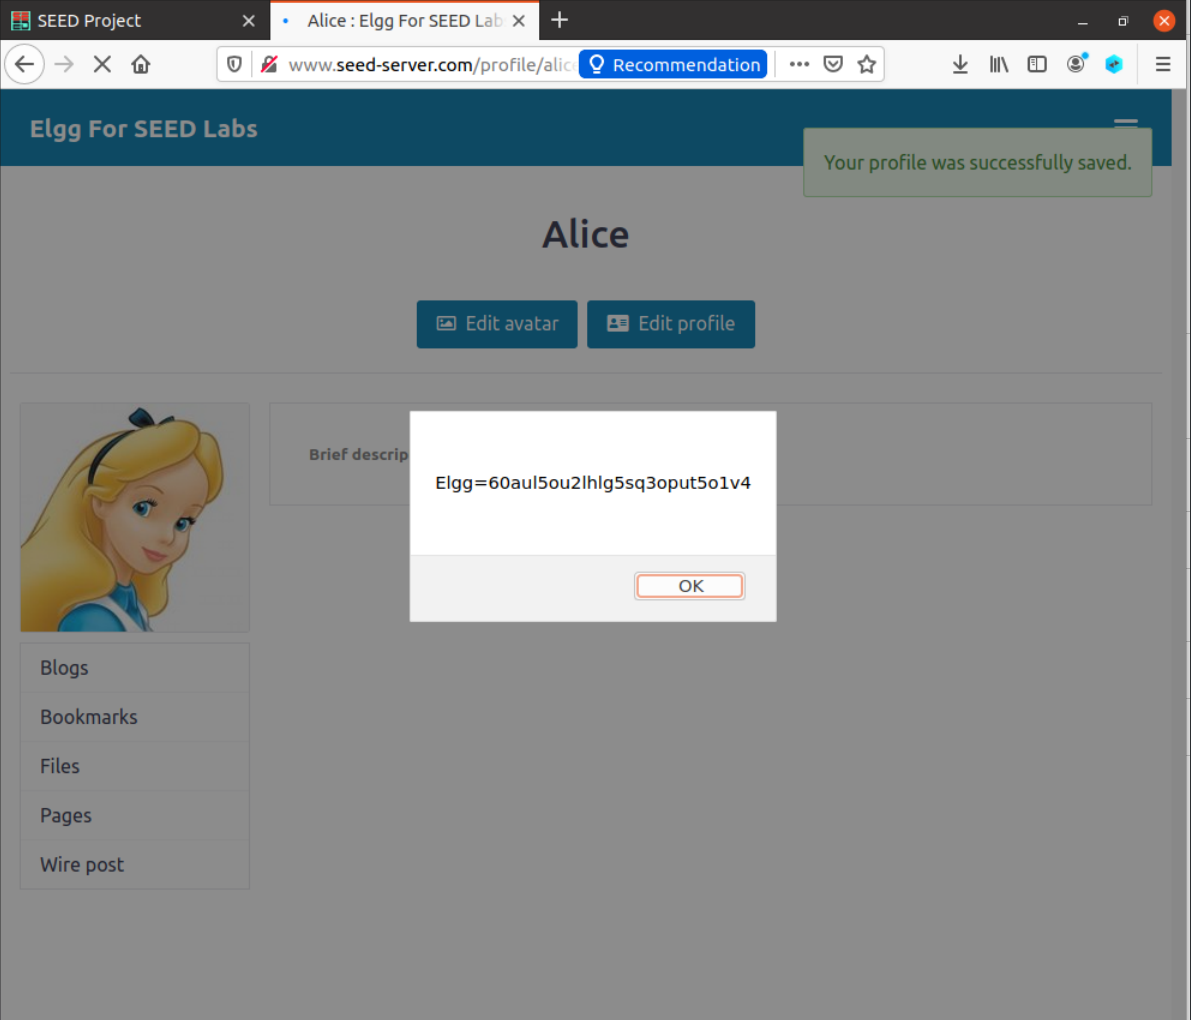 SEED Project
Alice : Elgg For SEED Lab
www.seed-server.com/profile/alic
Recommendation
Elgg For SEED Labs
Your profile was successfully saved.
Alice
Edit avatar
Edit profile
Brief descrip
Elgg=60aul5ou2lhlg5sq3oput5o1v4
OK
Blogs
Bookmarks
Files
Pages
Wire post